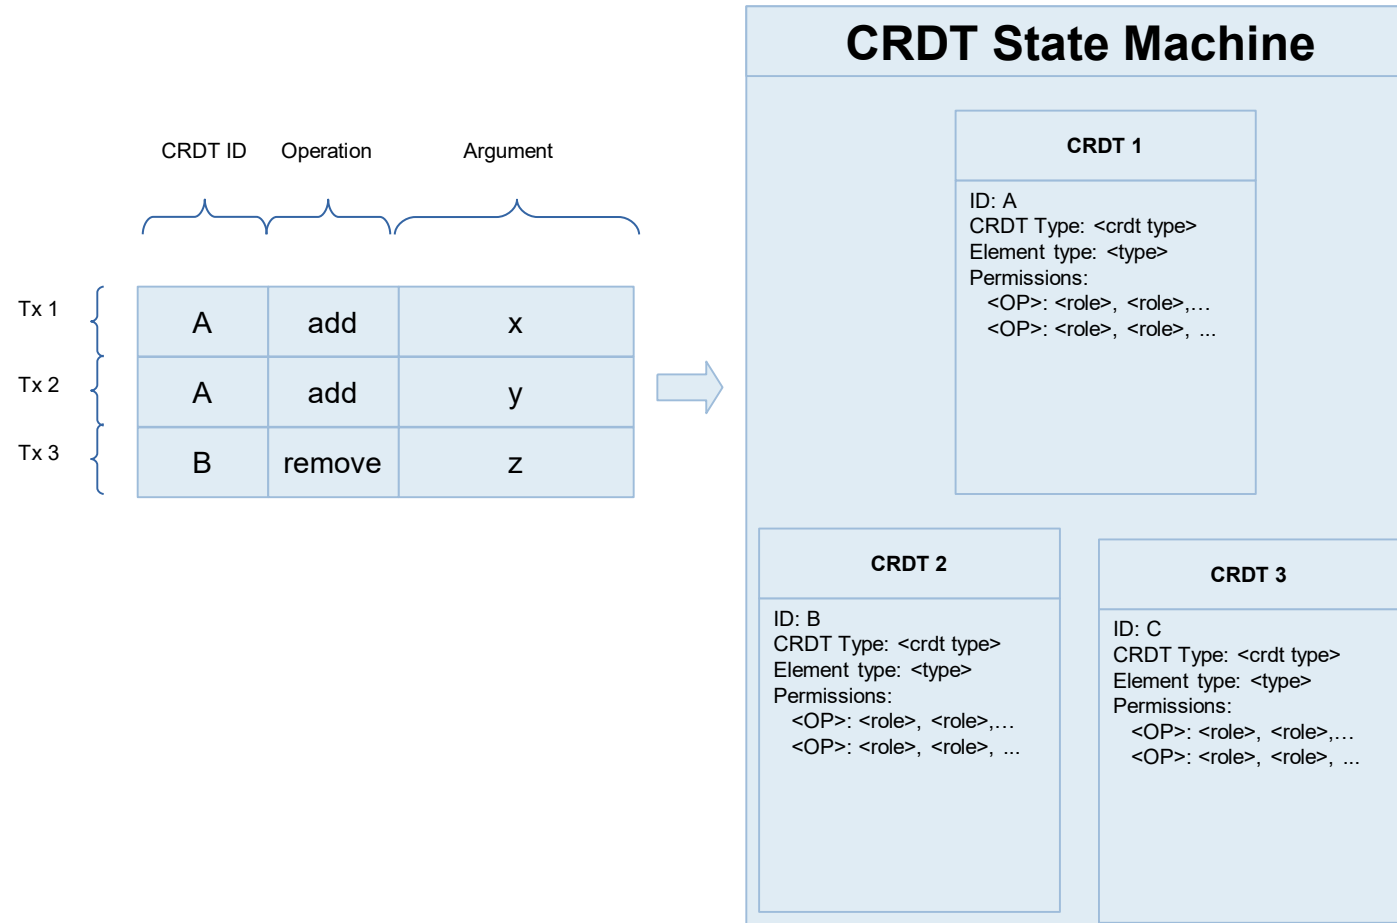 CRDT State Machine
CRDT ID Operation Argument
Tx 1 A add x
Tx 2 A add y
Tx 3 B remove z
CRDT 1
ID: A
CRDT Type: <crdt type>
Element type: <type>
Permissions:
<OP>: <role>, <role>,...
<OP>: <role>, <role>, ...
CRDT 2
ID: B
CRDT Type: <crdt type>
Element type: <type>
Permissions:
<OP>: <role>, <role>,...
<OP>: <role>, <role>, ...
CRDT 3
ID: C
CRDT Type: <crdt type>
Element type: <type>
Permissions:
<OP>: <role>, <role>,...
<OP>: <role>, <role>, ...